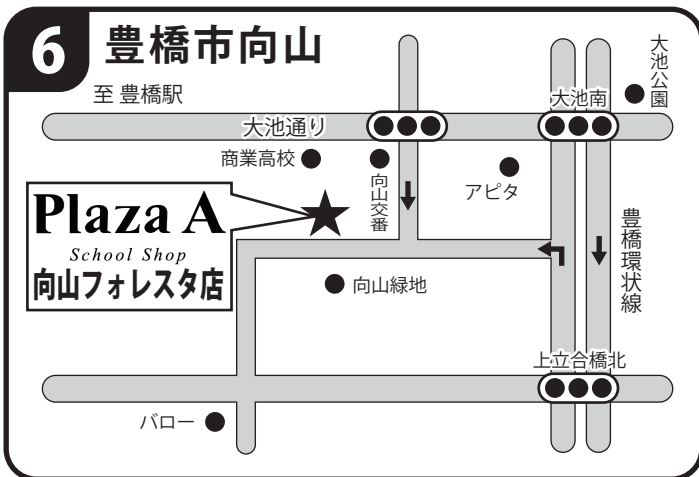 6
豊橋市向山
至 豊橋駅
大池公園
大池南
大池通り
商業高校
向山交番
アピタ
Plaza A
School Shop
向山フォレスタ店
豊橋環状線
向山緑地
上立合橋北
バロー